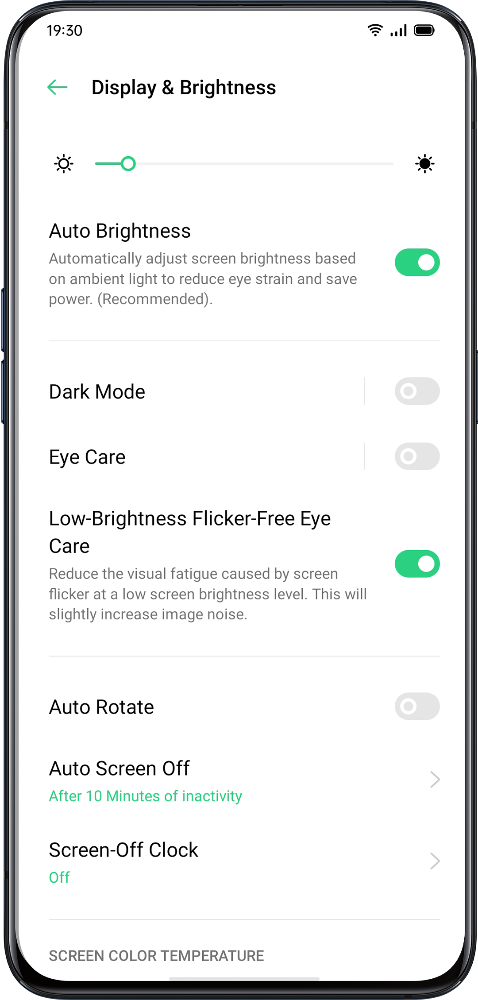 19:30
Display & Brightness
Auto Brightness
Automatically adjust screen brightness based
on ambient light to reduce eye strain and save
power. (Recommended).
Dark Mode
Eye Care
Low-Brightness Flicker-Free Eye
Care
Reduce the visual fatigue caused by screen
flicker at a low screen brightness level. This will
slightly increase image noise.
Auto Rotate
Auto Screen Off
After 10 Minutes of inactivity
Screen-Off Clock
Off
SCREEN COLOR TEMPERATURE